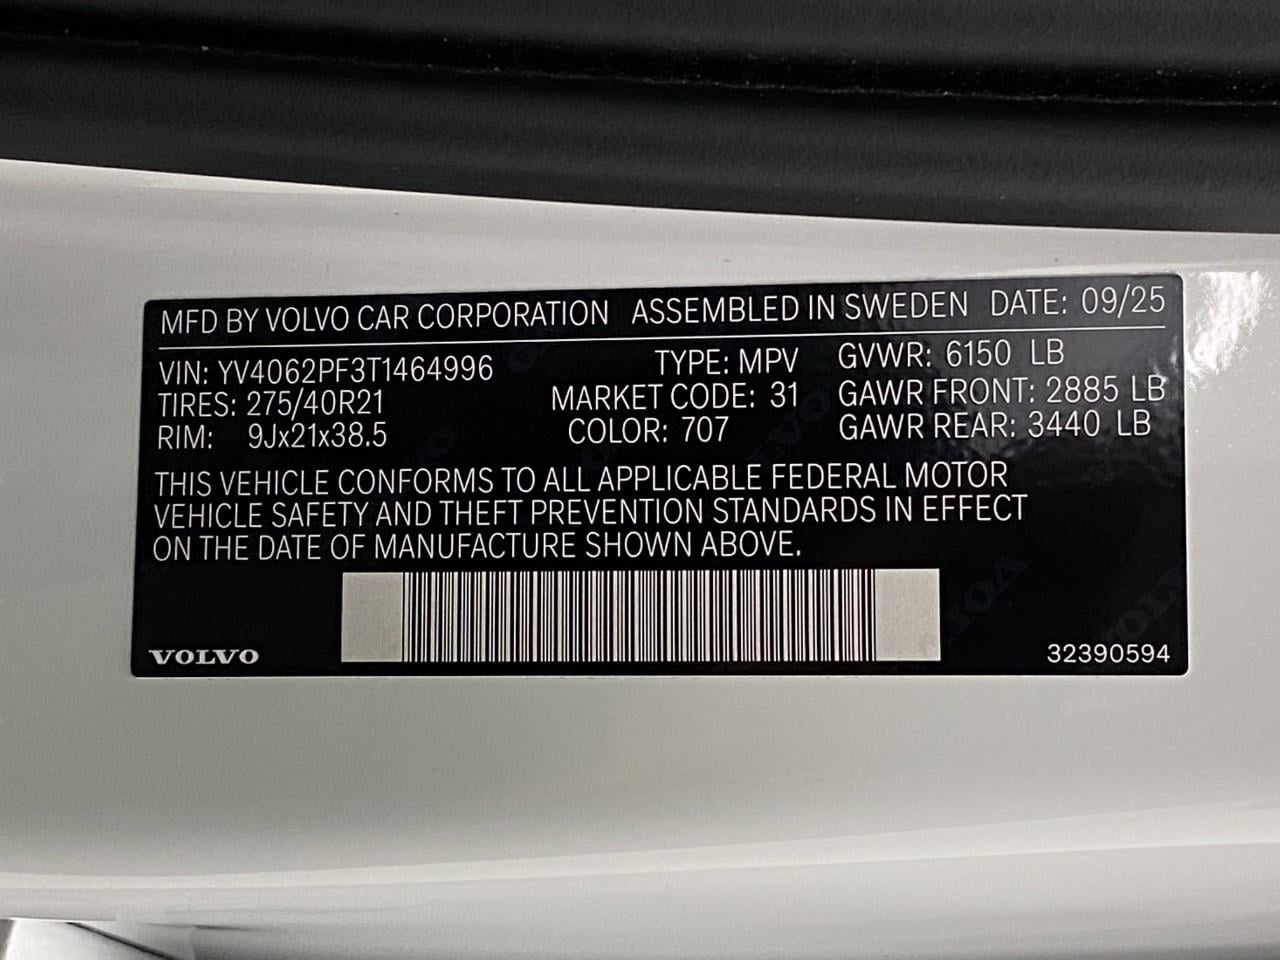 MFD BY VOLVO CAR CORPORATION ASSEMBLED IN SWEDEN DATE: 09/25
VIN: YV4062PF3T1464996 TYPE: MPV GVWR: 6150 LB
TIRES: 275/40R21 MARKET CODE: 31 GAWR FRONT: 2885 LB
RIM: 9Jx21x38.5 COLOR: 707 GAWR REAR: 3440 LB
THIS VEHICLE CONFORMS TO ALL APPLICABLE FEDERAL MOTOR
VEHICLE SAFETY AND THEFT PREVENTION STANDARDS IN EFFECT
ON THE DATE OF MANUFACTURE SHOWN ABOVE.
VOLVO 32390594